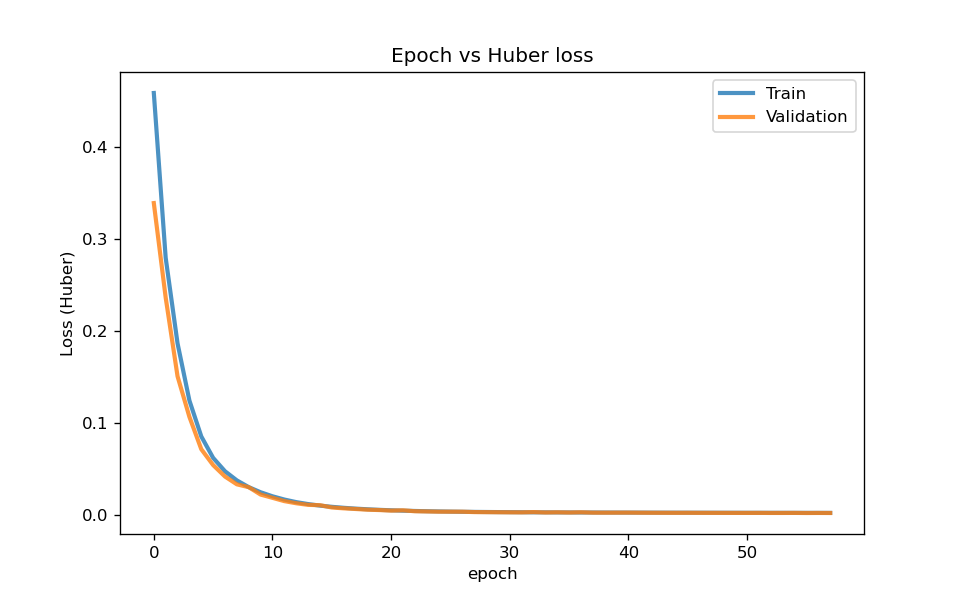 Epoch vs Huber loss
Train
Validation
0.4
0.3
0.2
0.1
0.0
Loss (Huber)
0
10
20
30
40
50
epoch